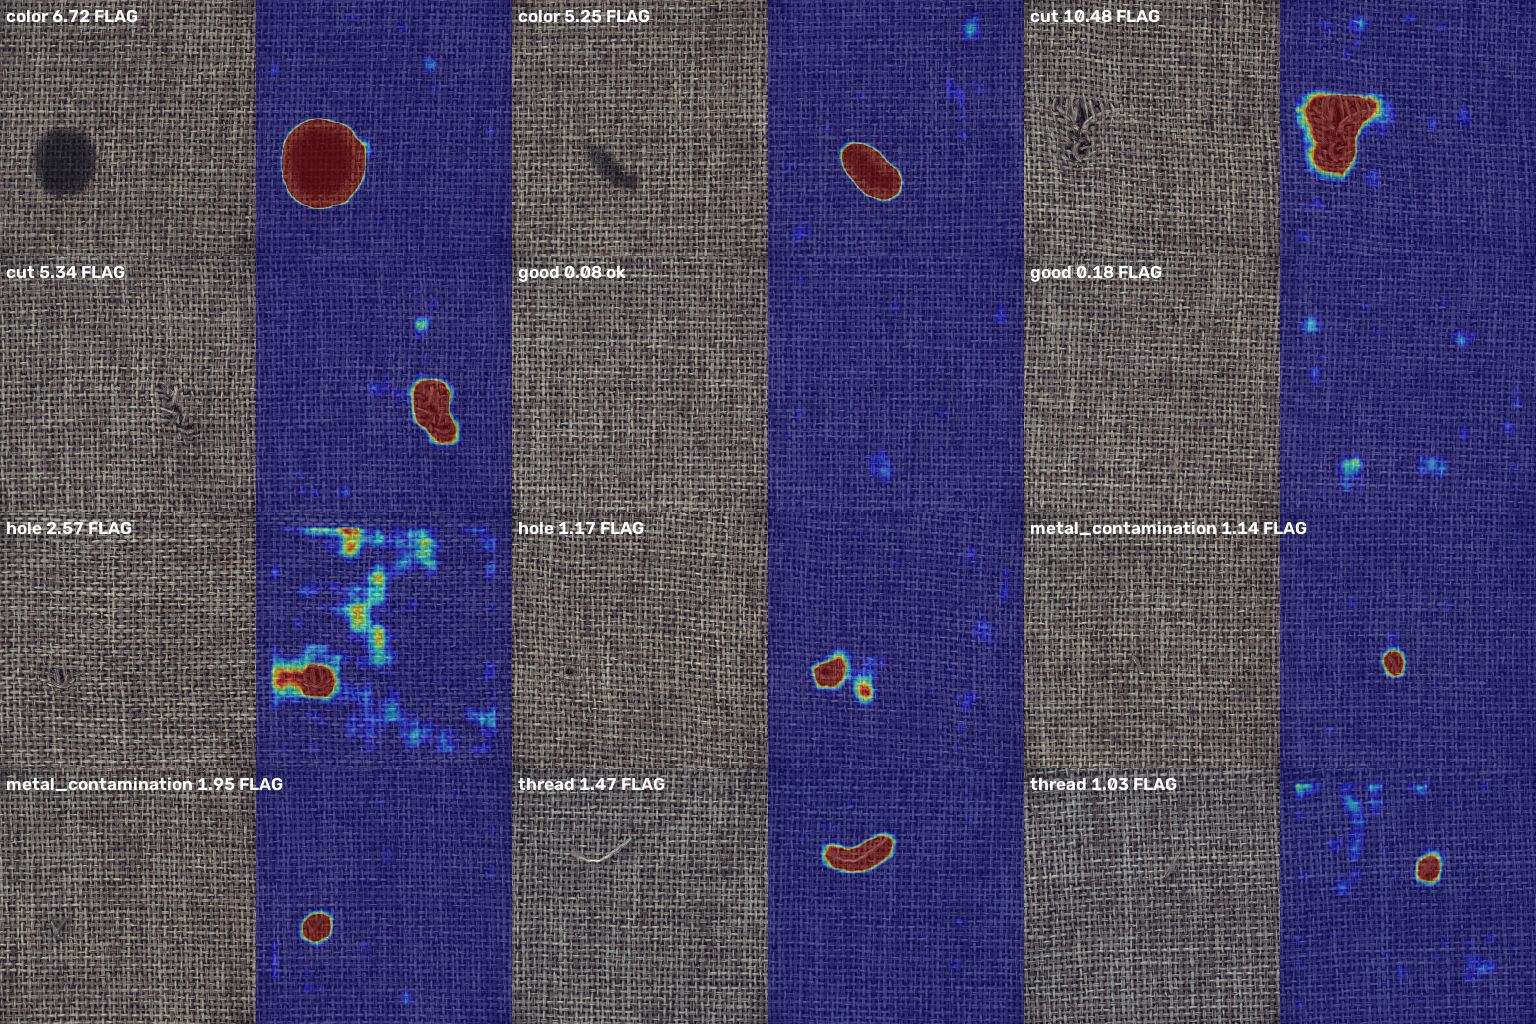 color 6.72 FLAG
color 5.25 FLAG
cut 10.48 FLAG
cut 5.34 FLAG
good 0.08 ok
good 0.18 FLAG
hole 2.57 FLAG
hole 1.17 FLAG
metal_contamination 1.14 FLAG
metal_contamination 1.95 FLAG
thread 1.47 FLAG
thread 1.03 FLAG